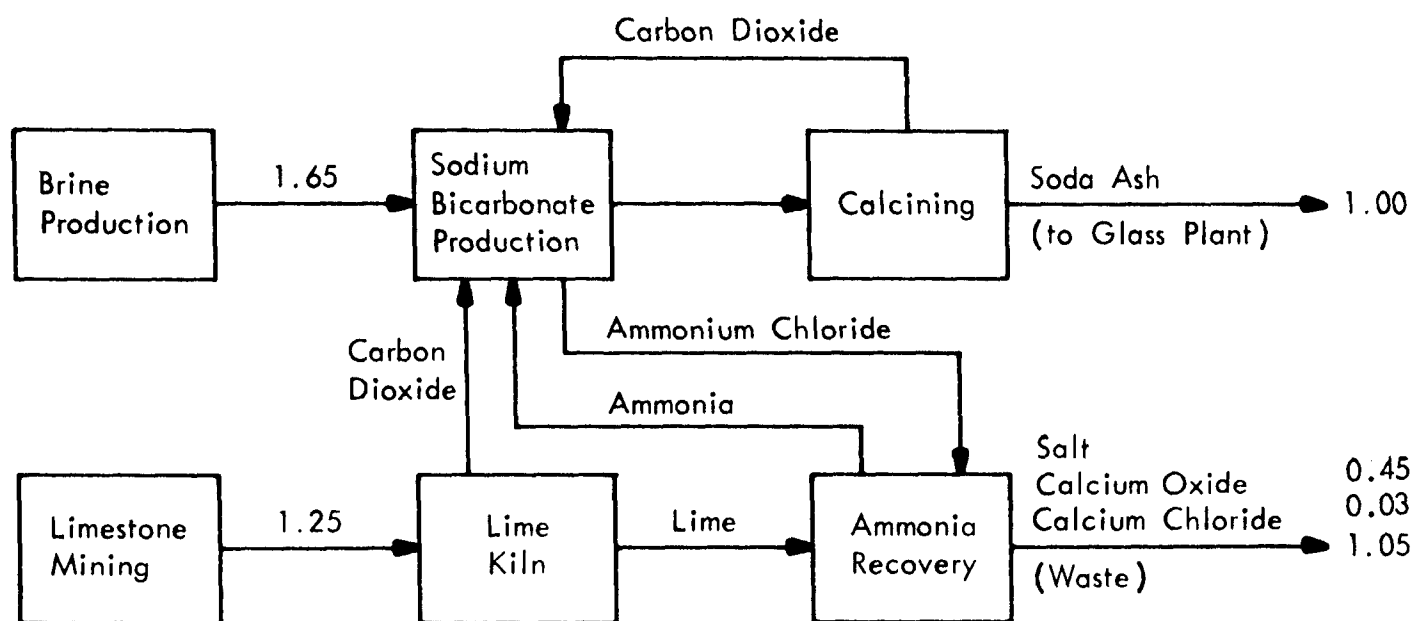 Carbon Dioxide
Brine
Production
1.65
Sodium
Bicarbonate
Production
Calcining
Soda Ash
(to Glass Plant)
1.00
Carbon
Dioxide
Ammonium Chloride
Ammonia
Limestone
Mining
1.25
Lime
Kiln
Lime
Ammonia
Recovery
Salt 0.45
Calcium Oxide 0.03
Calcium Chloride 1.05
(Waste)